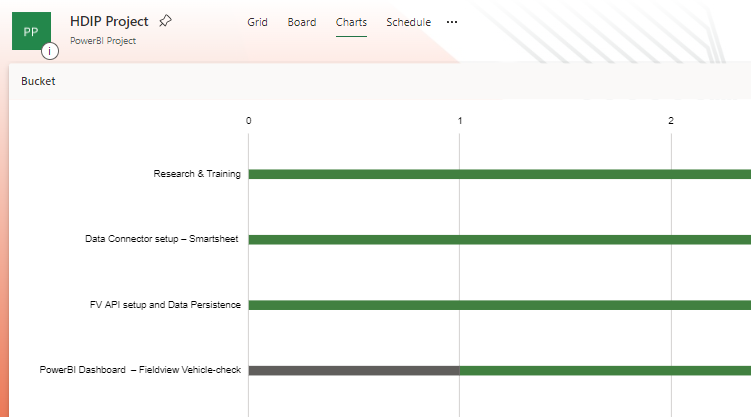 PP
HDIP Project
PowerBI Project
i
Grid Board Charts Schedule ...
Bucket
0 1 2
Research & Training
Data Connector setup – Smartsheet
FV API setup and Data Persistence
PowerBI Dashboard – Fieldview Vehicle-check